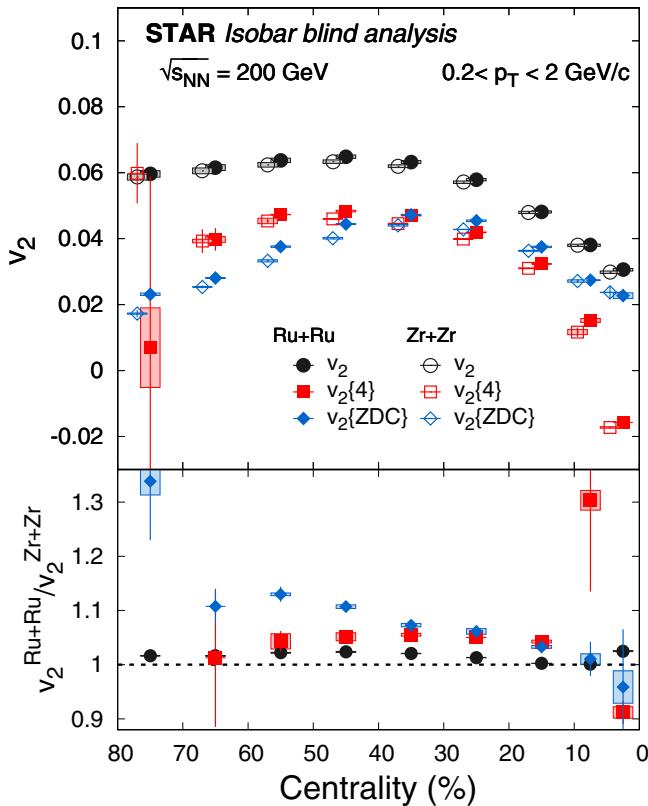 STAR Isobar blind analysis
√sNN = 200 GeV 0.2< pT < 2 GeV/c
0.1
0.08
0.06
0.04
0.02
0
-0.02
v2
Ru+Ru Zr+Zr
v2 v2
v2{4} v2{4}
v2{ZDC} v2{ZDC}
1.3
1.2
1.1
1
0.9
v2Ru+Ru/v2Zr+Zr
80 70 60 50 40 30 20 10 0
Centrality (%)